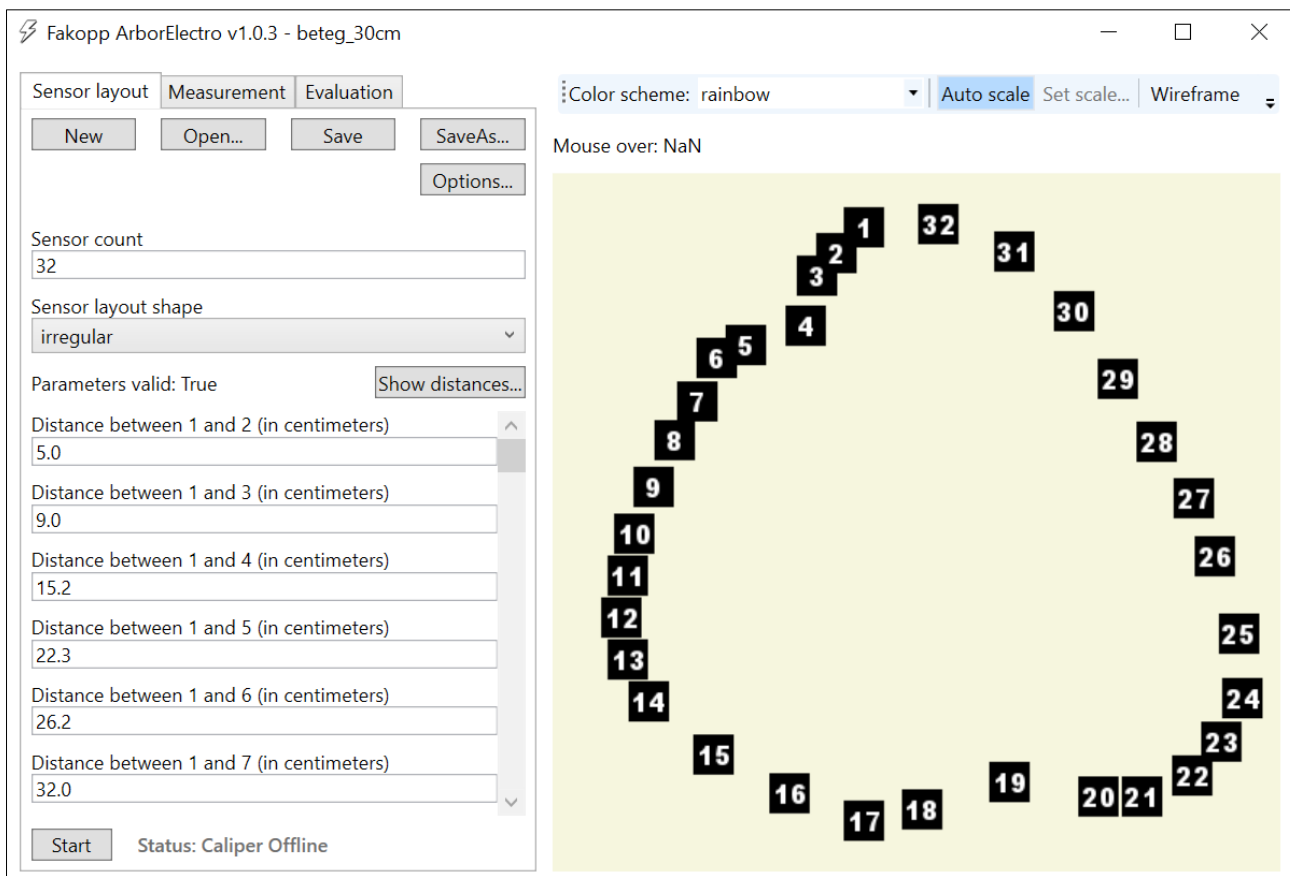 Fakopp ArborElectro v1.0.3 - beteg_30cm
Sensor layout Measurement Evaluation
New Open... Save SaveAs...
Options...
Sensor count
32
Sensor layout shape
irregular
Parameters valid: True Show distances...
Distance between 1 and 2 (in centimeters)
5.0
Distance between 1 and 3 (in centimeters)
9.0
Distance between 1 and 4 (in centimeters)
15.2
Distance between 1 and 5 (in centimeters)
22.3
Distance between 1 and 6 (in centimeters)
26.2
Distance between 1 and 7 (in centimeters)
32.0
Start Status: Caliper Offline
Color scheme: rainbow Auto scale Set scale... Wireframe
Mouse over: NaN
1
2
3
4
5
6
7
8
9
10
11
12
13
14
15
16
17
18
19
20
21
22
23
24
25
26
27
28
29
30
31
32